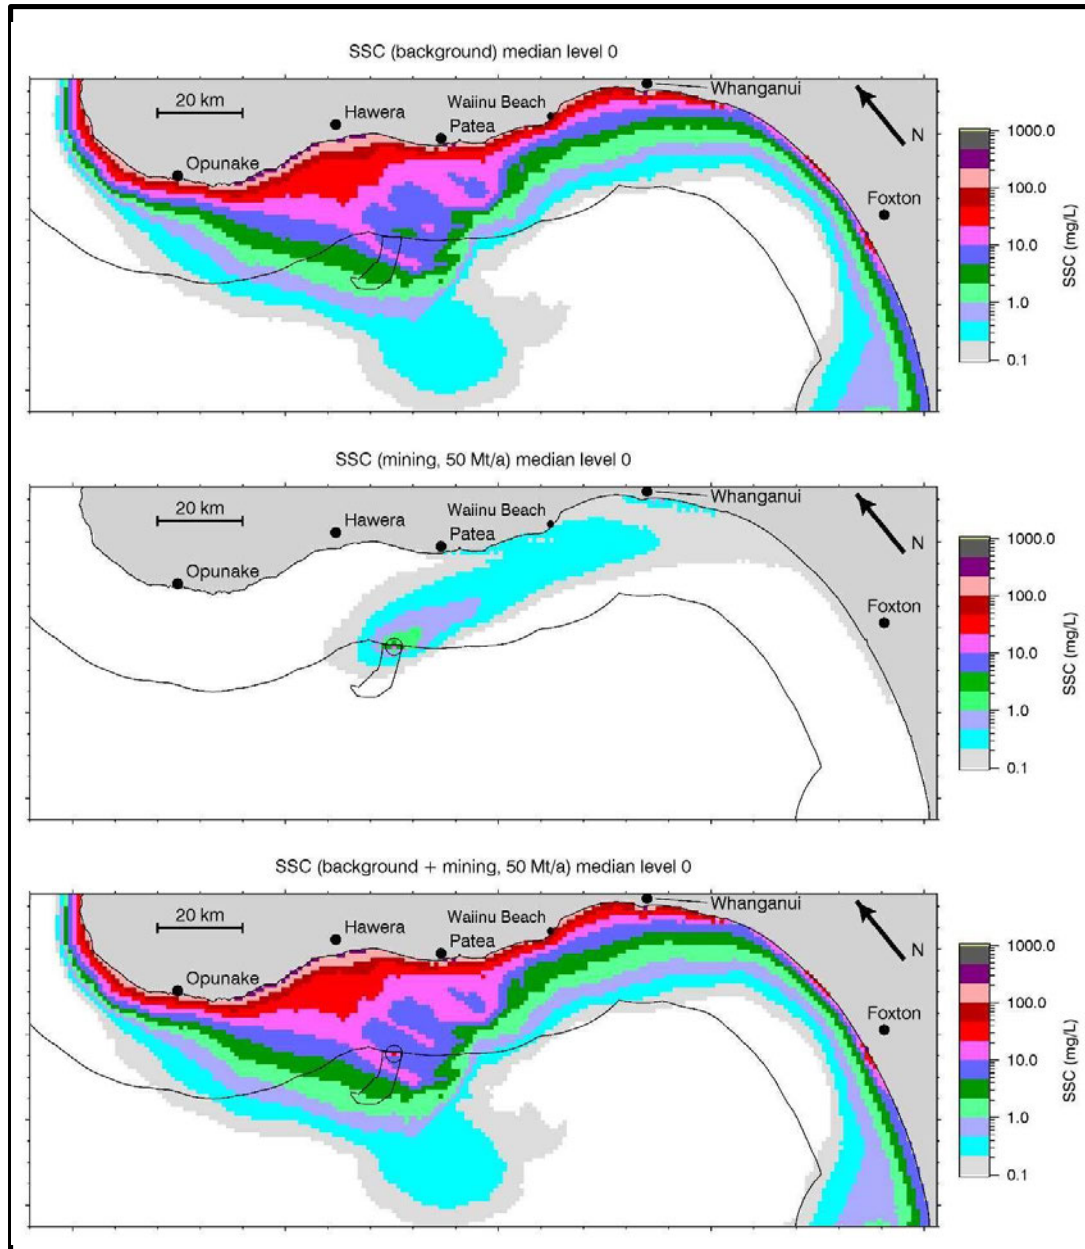 SSC (background) median level 0
20 km
Hawera
Waiinu Beach
Patea
Whanganui
Opunake
Foxton
N
1000.0
100.0
10.0
1.0
0.1
SSC (mg/L)
SSC (mining, 50 Mt/a) median level 0
20 km
Hawera
Waiinu Beach
Patea
Whanganui
Opunake
Foxton
N
1000.0
100.0
10.0
1.0
0.1
SSC (mg/L)
SSC (background + mining, 50 Mt/a) median level 0
20 km
Hawera
Waiinu Beach
Patea
Whanganui
Opunake
Foxton
N
1000.0
100.0
10.0
1.0
0.1
SSC (mg/L)